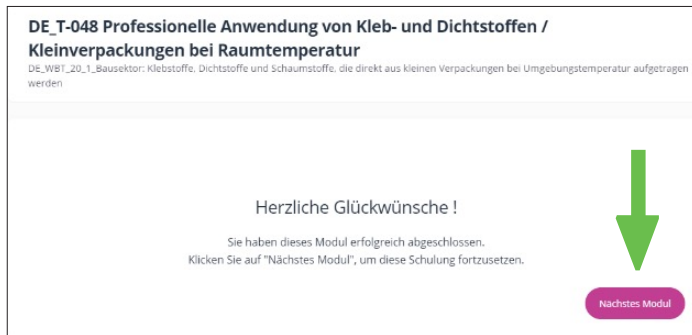 DE_T-048 Professionelle Anwendung von Kleb- und Dichtstoffen /
Kleinverpackungen bei Raumtemperatur
DE_WBT_20_1_Bausektor: Klebstoffe, Dichtstoffe und Schaumstoffe, die direkt aus kleinen Verpackungen bei Umgebungstemperatur aufgetragen
werden
Herzliche Glückwünsche !
Sie haben dieses Modul erfolgreich abgeschlossen.
Klicken Sie auf "Nächstes Modul", um diese Schulung fortzusetzen.
Nächstes Modul